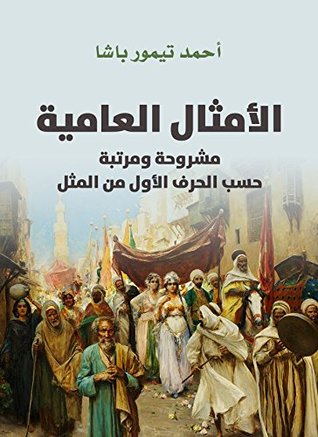 أحمد تيمور باشا
الأمثال العامية
مشروحة ومرتبة
حسب الحرف الأول من المثل